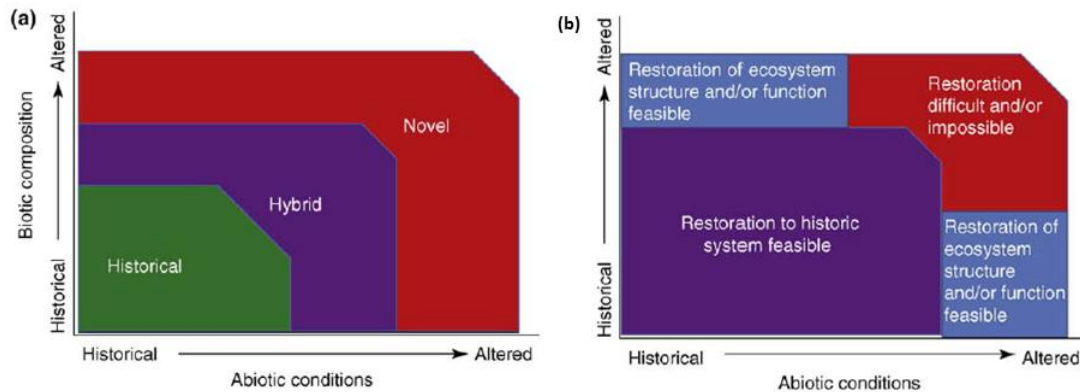 (a)
Biotic composition
Historical
Altered
Novel
Hybrid
Historical
Historical
Altered
Abiotic conditions
(b)
Historical
Altered
Restoration of ecosystem
structure and/or function
feasible
Restoration
difficult and/or
impossible
Restoration to historic
system feasible
Restoration of
ecosystem
structure
and/or function
feasible
Historical
Altered
Abiotic conditions